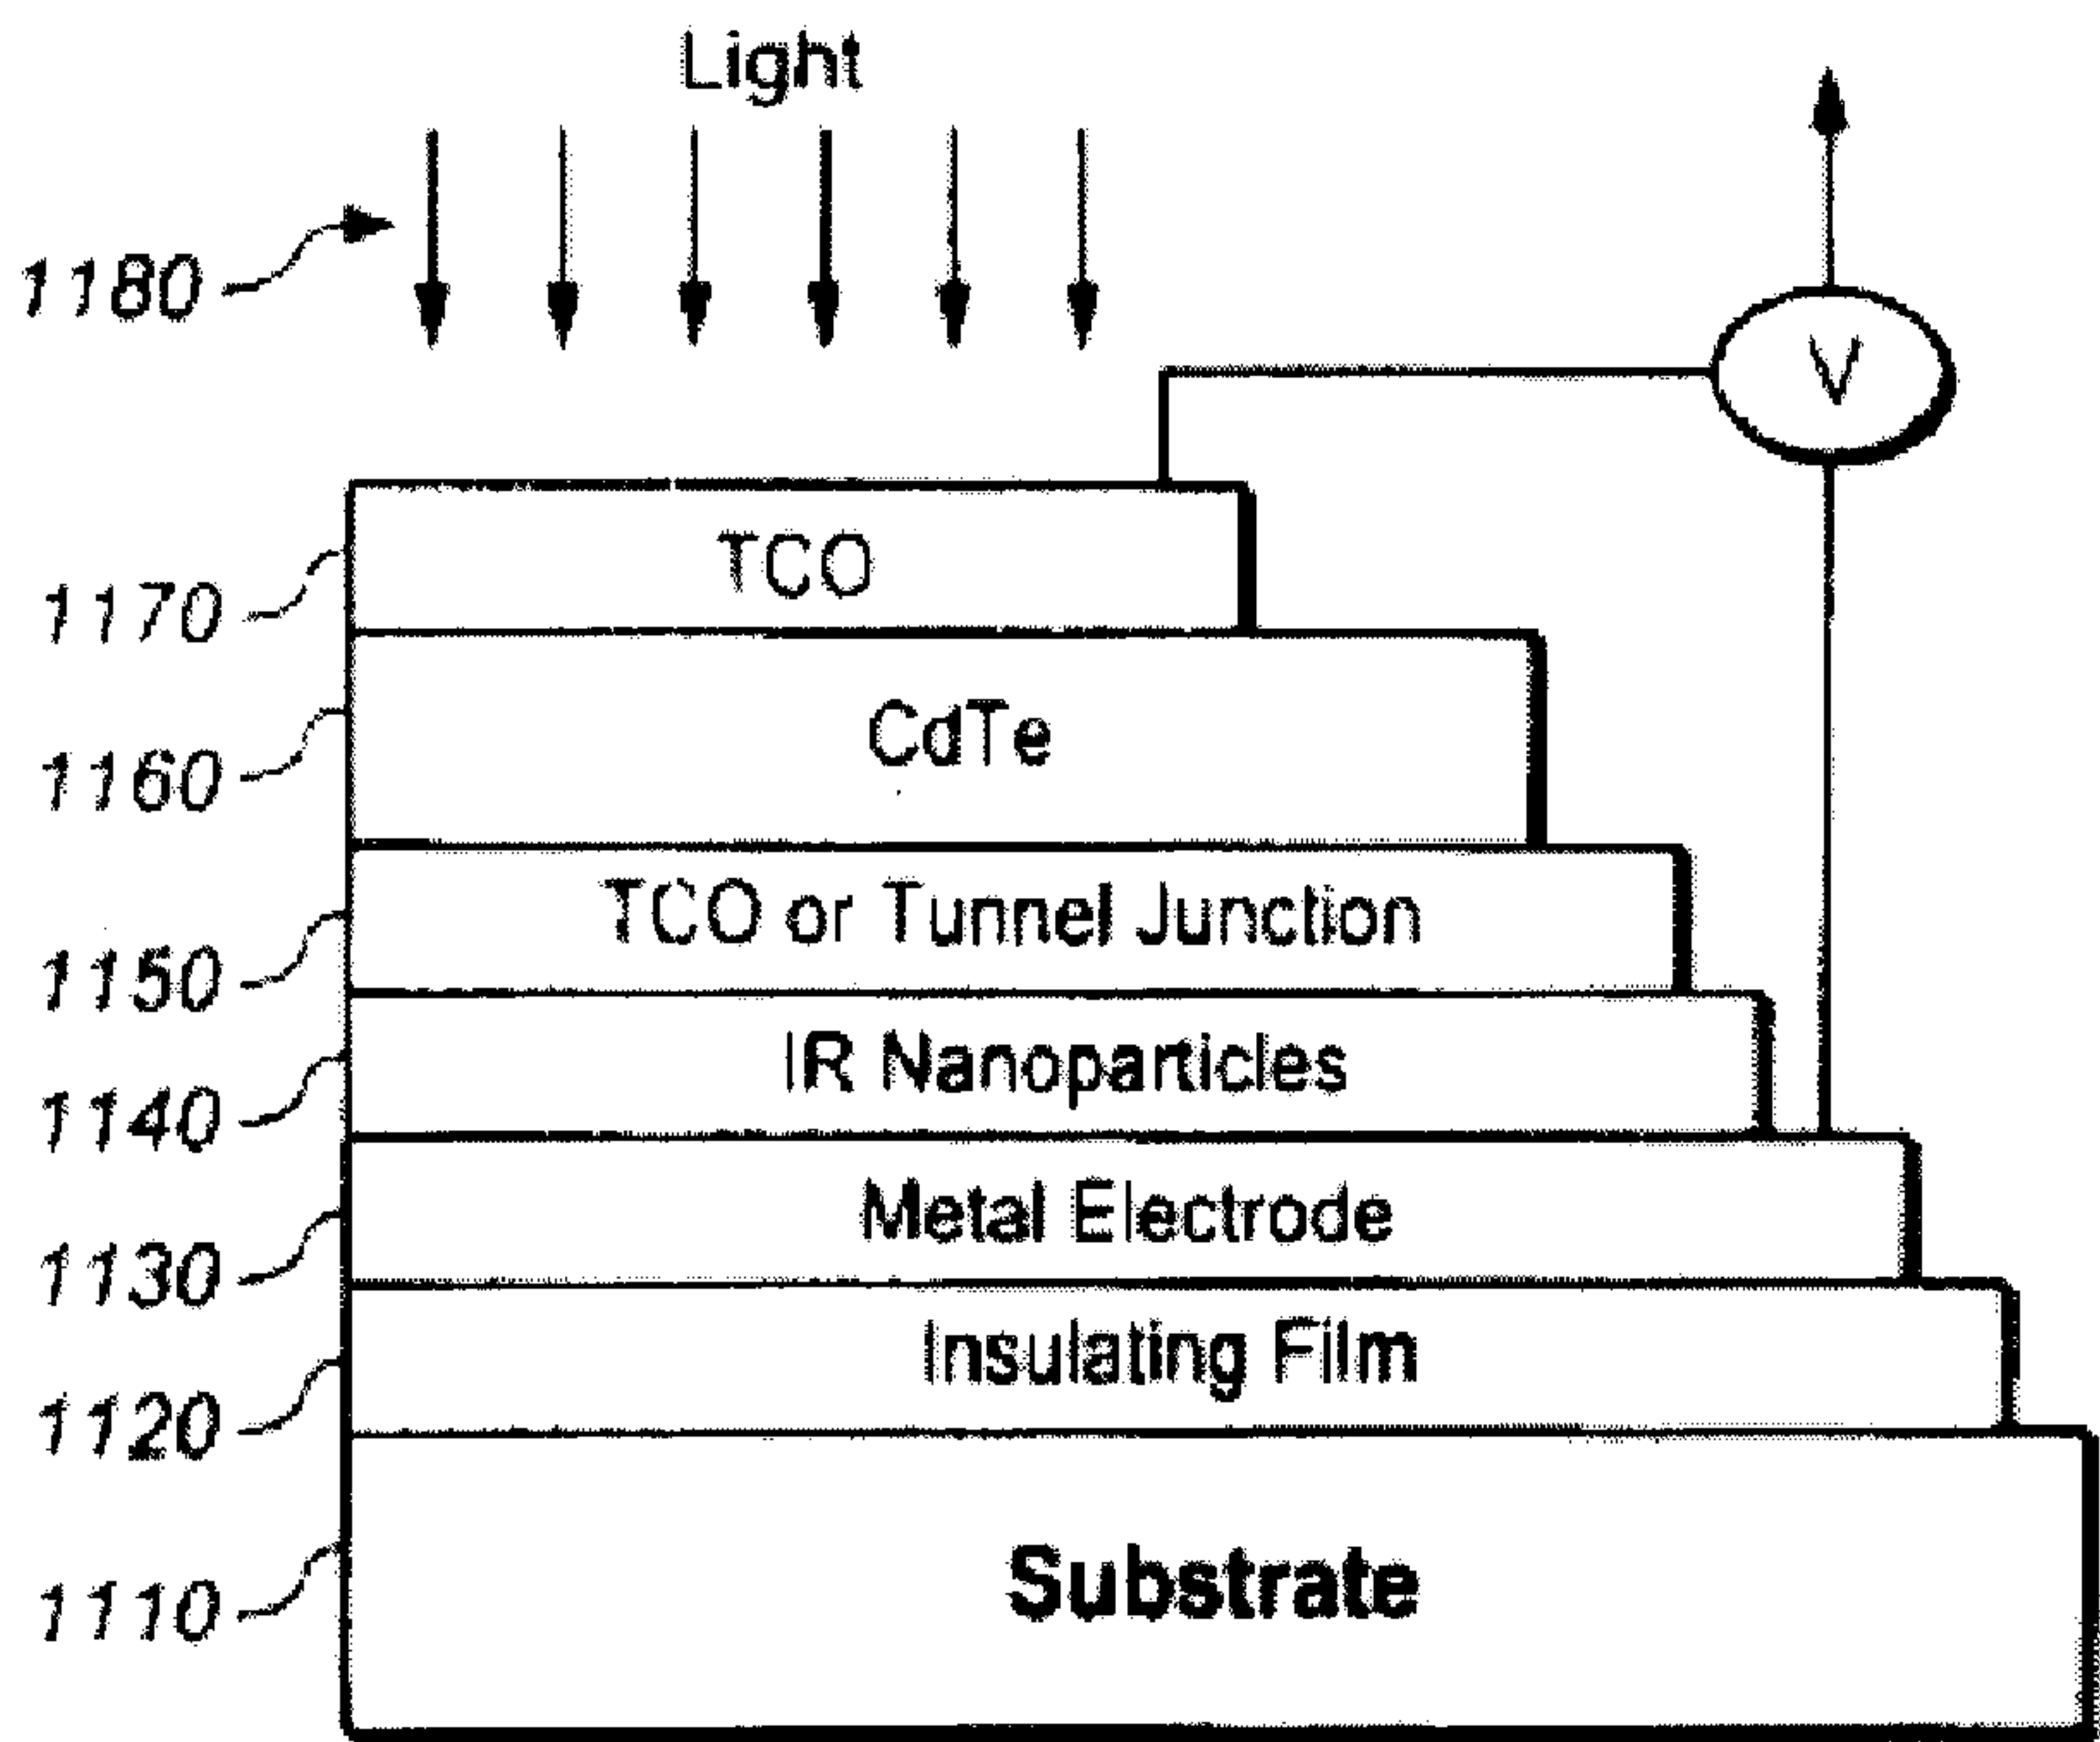 Light
1180
V
TCO
1170
CdTe
1160
TCO or Tunnel Junction
1150
IR Nanoparticles
1140
Metal Electrode
1130
Insulating Film
1120
Substrate
1110